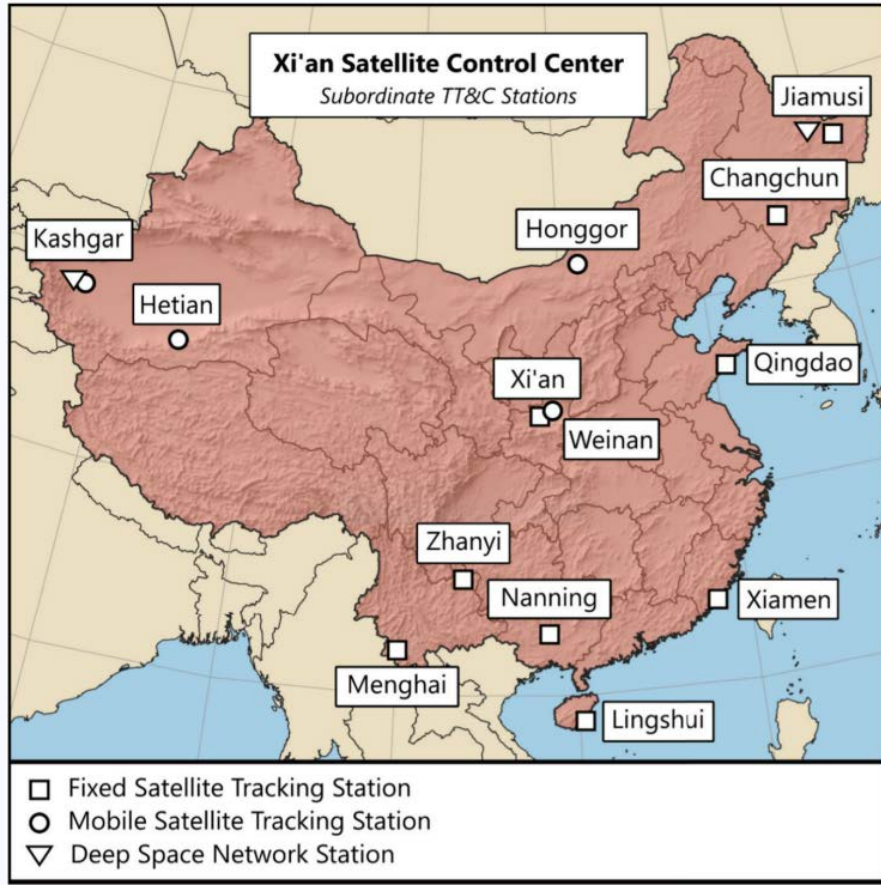 Xi'an Satellite Control Center
Subordinate TT&C Stations
Jiamusi
Changchun
Honggor
Kashgar
Hetian
Qingdao
Xi'an
Weinan
Zhanyi
Nanning
Xiamen
Menghai
Lingshui
Fixed Satellite Tracking Station
Mobile Satellite Tracking Station
Deep Space Network Station